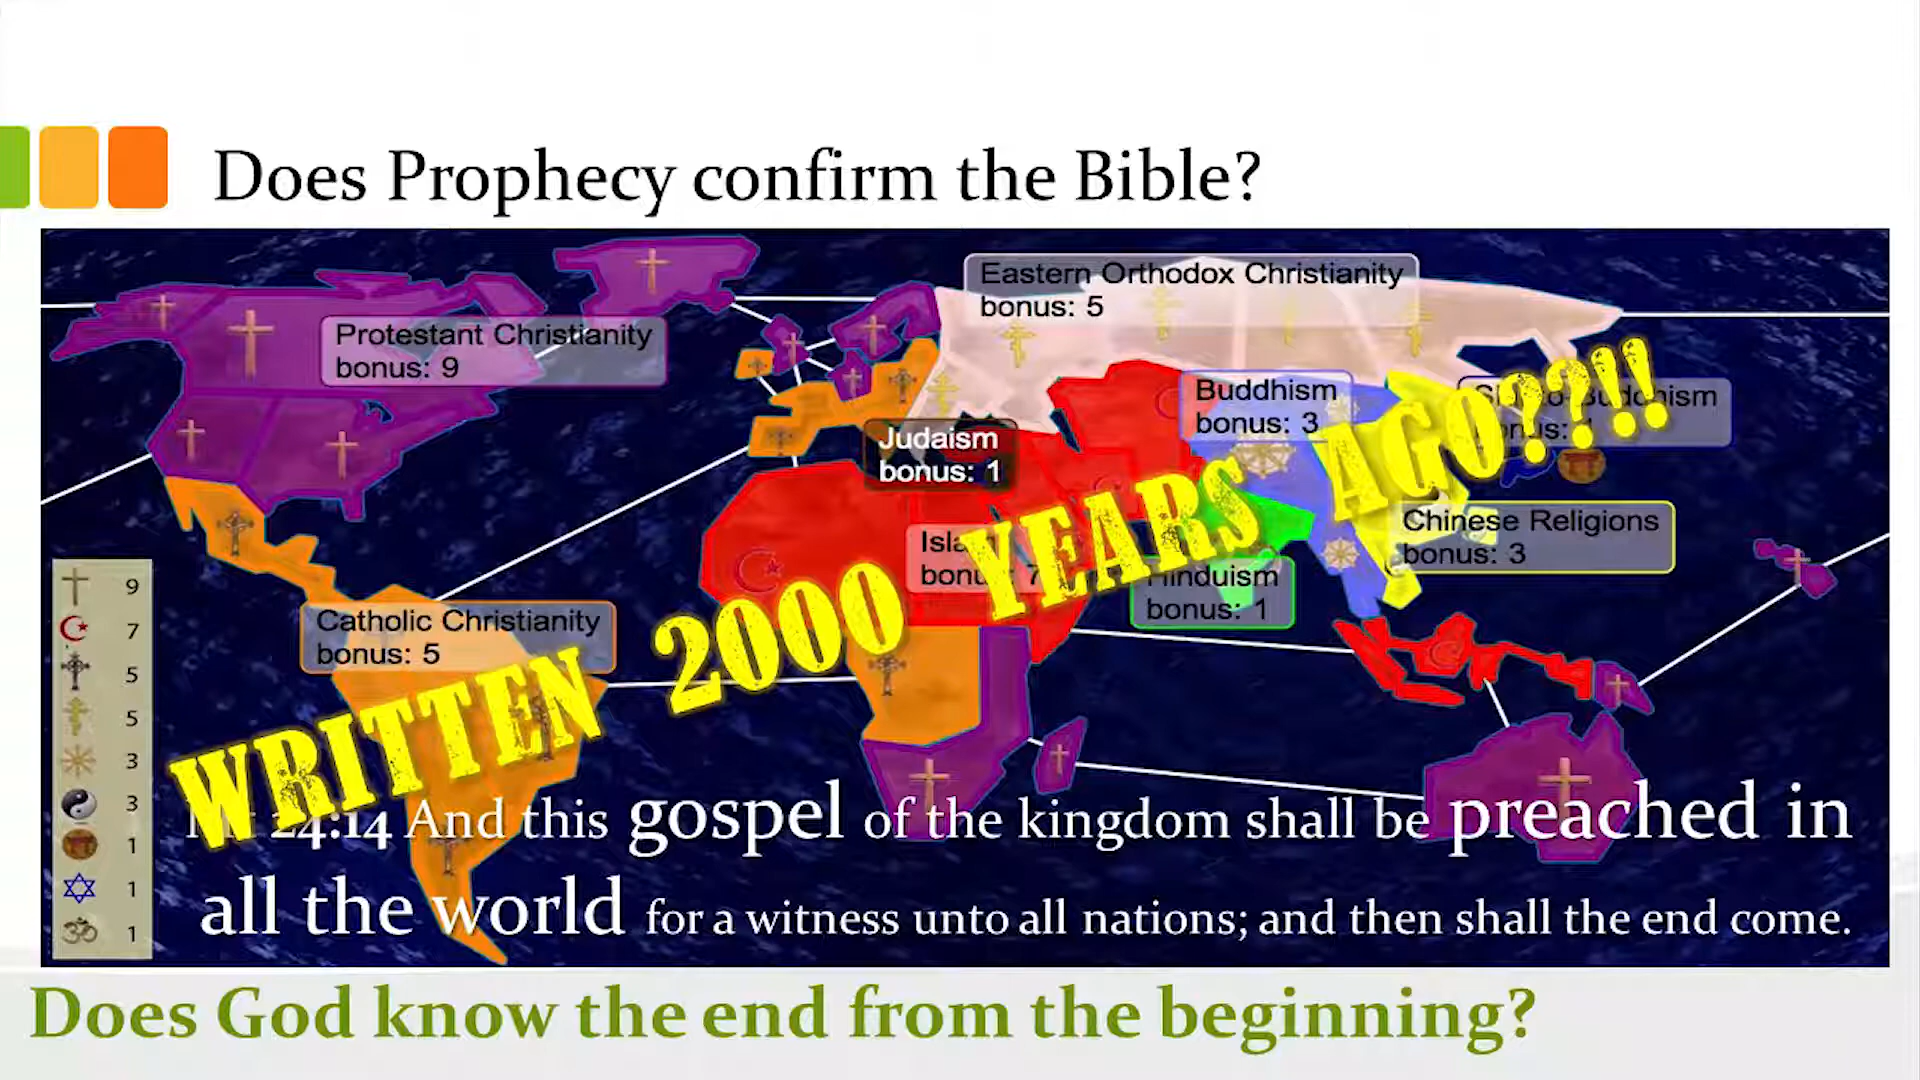 Does Prophecy confirm the Bible?
Eastern Orthodox Christianity
bonus: 5
Protestant Christianity
bonus: 9
Buddhism
bonus: 3
Judaism
bonus: 1
Chinese Religions
bonus: 3
bonus: 1
Catholic Christianity
bonus: 5
WRITTEN 2000 YEARS AGO???!!
9
7
5
5
3
3
1
1
1
24:14 And this gospel of the kingdom shall be preached in
all the world for a witness unto all nations; and then shall the end come.
Does God know the end from the beginning?